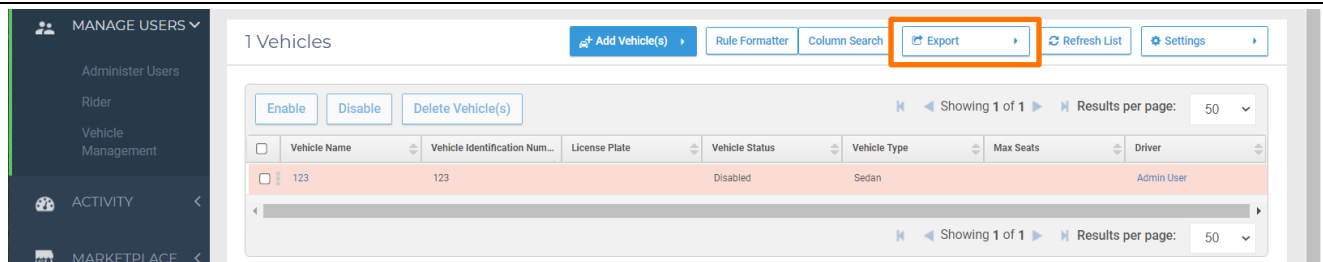 MANAGE USERS
Administer Users
Rider
Vehicle
Management
ACTIVITY
MARKETPLACE
1 Vehicles
Add Vehicle(s)
Rule Formatter
Column Search
Export
Refresh List
Settings
Enable
Disable
Delete Vehicle(s)
Showing 1 of 1
Results per page:
50
Vehicle Name
Vehicle Identification Num...
License Plate
Vehicle Status
Vehicle Type
Max Seats
Driver
123
123
Disabled
Sedan
Admin User
Showing 1 of 1
Results per page:
50